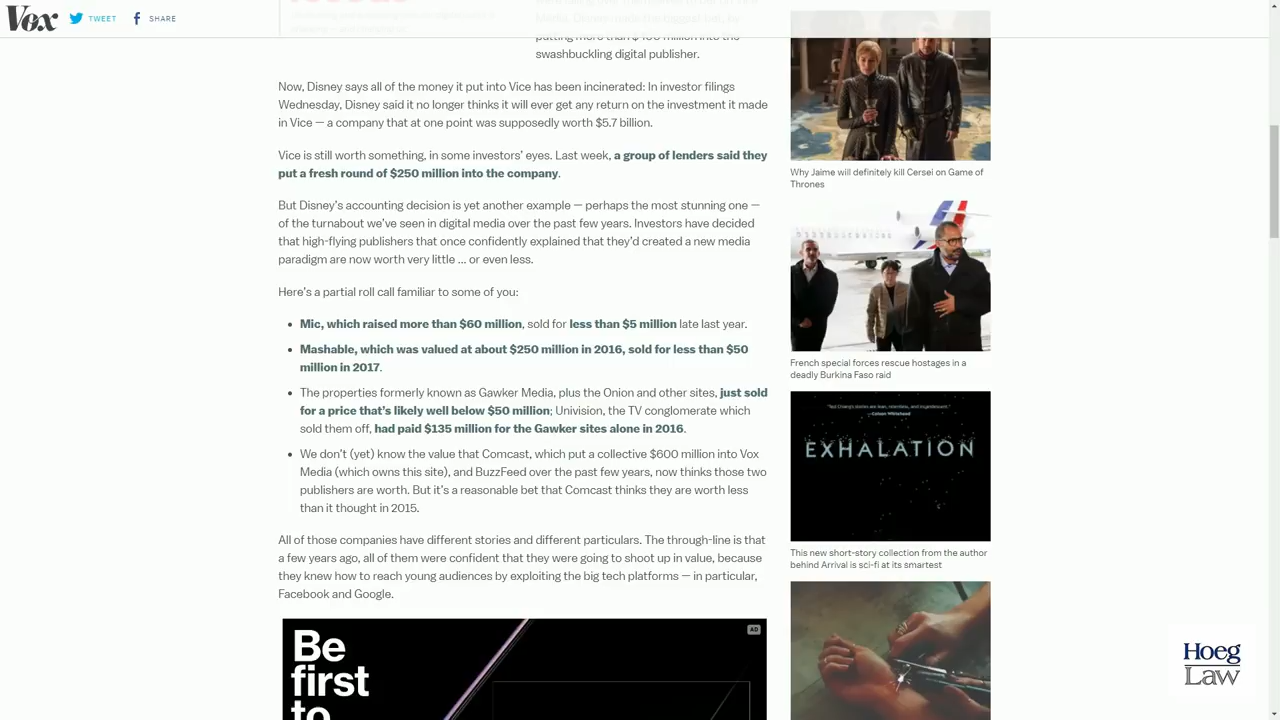 Vox
TWEET
SHARE
swashbuckling digital publisher.
Now, Disney says all of the money it put into Vice has been incinerated: In investor filings
Wednesday, Disney said it no longer thinks it will ever get any return on the investment it made
in Vice — a company that at one point was supposedly worth $5.7 billion.
Vice is still worth something, in some investors' eyes. Last week, a group of lenders said they
put a fresh round of $250 million into the company.
But Disney's accounting decision is yet another example — perhaps the most stunning one —
of the turnabout we've seen in digital media over the past few years. Investors have decided
that high-flying publishers that once confidently explained that they'd created a new media
paradigm are now worth very little ... or even less.
Here's a partial roll call familiar to some of you:
Mic, which raised more than $60 million, sold for less than $5 million late last year.
Mashable, which was valued at about $250 million in 2016, sold for less than $50
million in 2017.
The properties formerly known as Gawker Media, plus the Onion and other sites, just sold
for a price that's likely well below $50 million; Univision, the TV conglomerate which
sold them off, had paid $135 million for the Gawker sites alone in 2016.
We don't (yet) know the value that Comcast, which put a collective $600 million into Vox
Media (which owns this site), and BuzzFeed over the past few years, now thinks those two
publishers are worth. But it's a reasonable bet that Comcast thinks they are worth less
than it thought in 2015.
All of those companies have different stories and different particulars. The through-line is that
a few years ago, all of them were confident that they were going to shoot up in value, because
they knew how to reach young audiences by exploiting the big tech platforms — in particular,
Facebook and Google.
AD
Be
first
to
Why Jaime will definitely kill Cersei on Game of
Thrones
French special forces rescue hostages in a
deadly Burkina Faso raid
EXHALATION
This new short-story collection from the author
behind Arrival is sci-fi at its smartest
Hoeg
Law